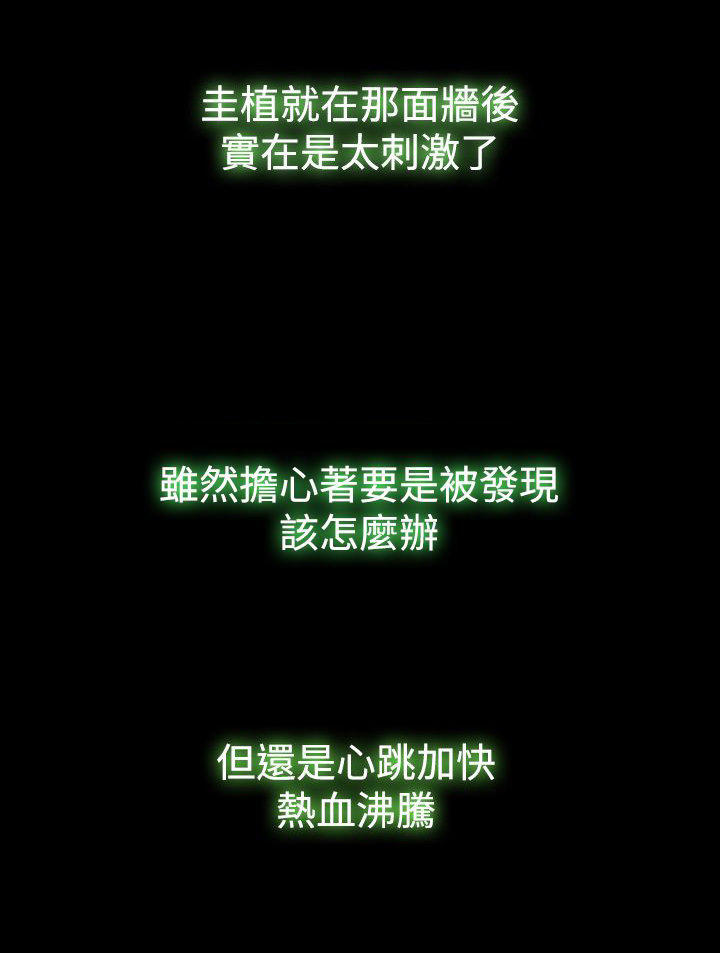 圭植就在那面牆後
實在是太刺激了
雖然擔心著要是被發現
該怎麼辦
但還是心跳加快
熱血沸騰